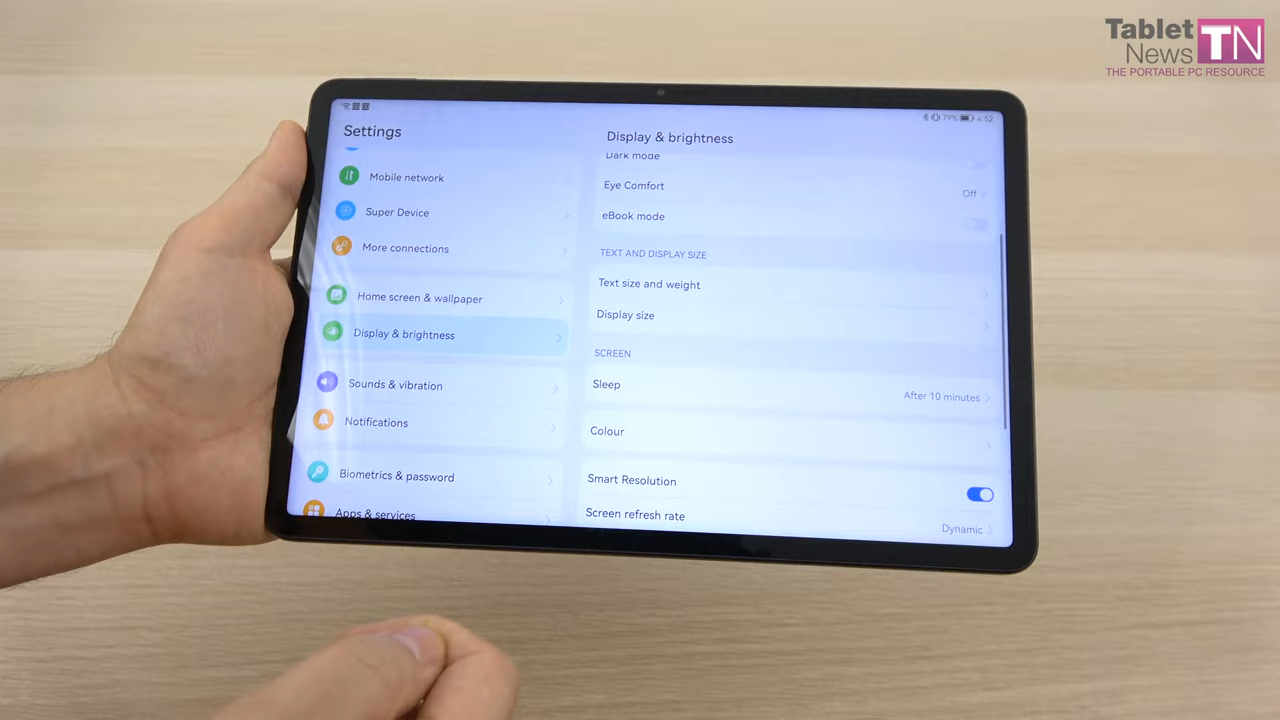 Tablet
News TN
THE PORTABLE PC RESOURCE
79% 4:52
Settings
Mobile network
Super Device
More connections
Home screen & wallpaper
Display & brightness
Sounds & vibration
Notifications
Biometrics & password
Apps & services
Display & brightness
Dark mode
Eye Comfort Off
eBook mode
TEXT AND DISPLAY SIZE
Text size and weight
Display size
SCREEN
Sleep After 10 minutes
Colour
Smart Resolution
Screen refresh rate Dynamic